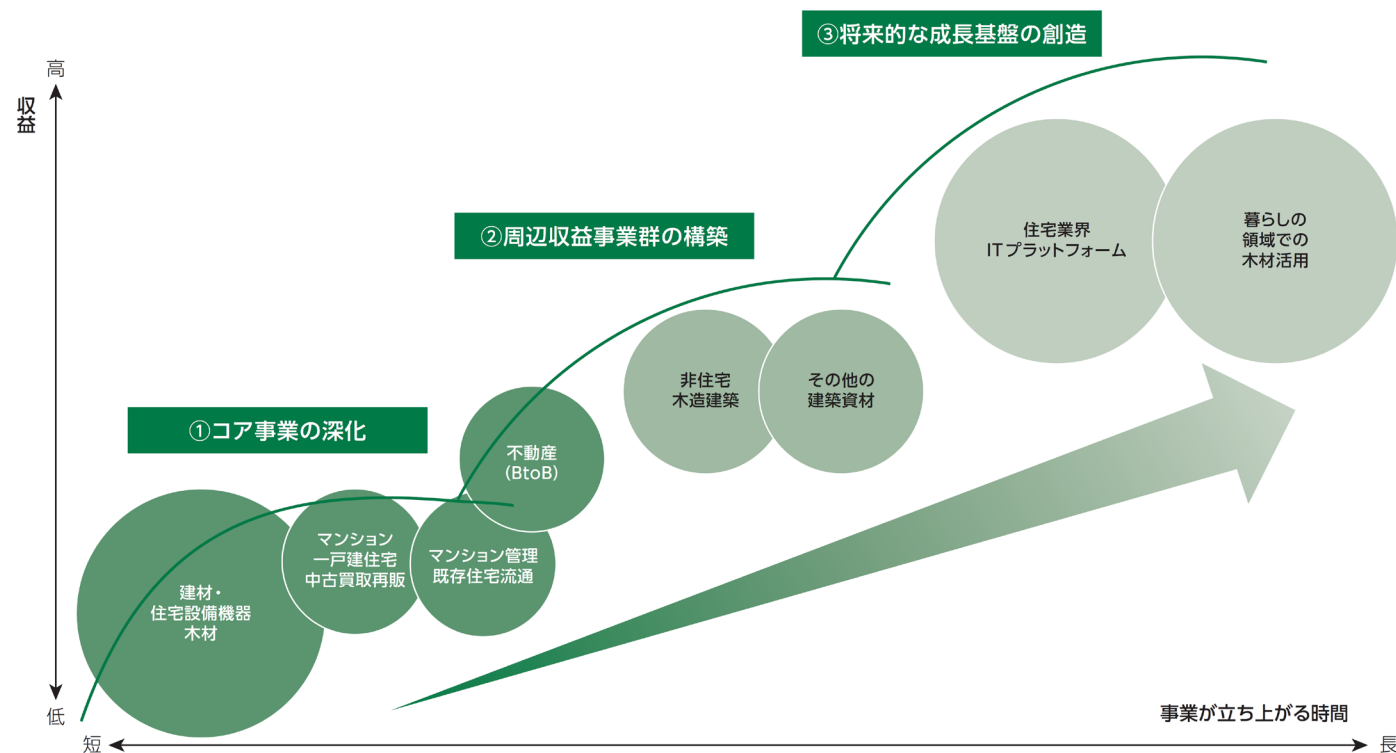 ③将来的な成長基盤の創造
高
収益
住宅業界
ITプラットフォーム
暮らしの
領域での
木材活用
②周辺収益事業群の構築
非住宅
木造建築
その他の
建築資材
①コア事業の深化
不動産
(BtoB)
マンション
一戸建住宅
中古買取再販
マンション管理
既存住宅流通
建材・
住宅設備機器
木材
低
事業が立ち上がる時間
短
長